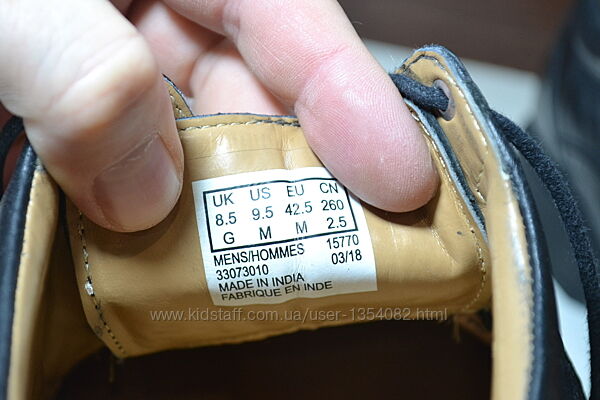 UK US EU CN
8.5 9.5 42.5 260
G M M 2.5
MENS/HOMMES 15770
33073010 03/18
MADE IN INDIA
FABRIQUE EN INDE
www.kidstaff.com.ua/user-1354082.html